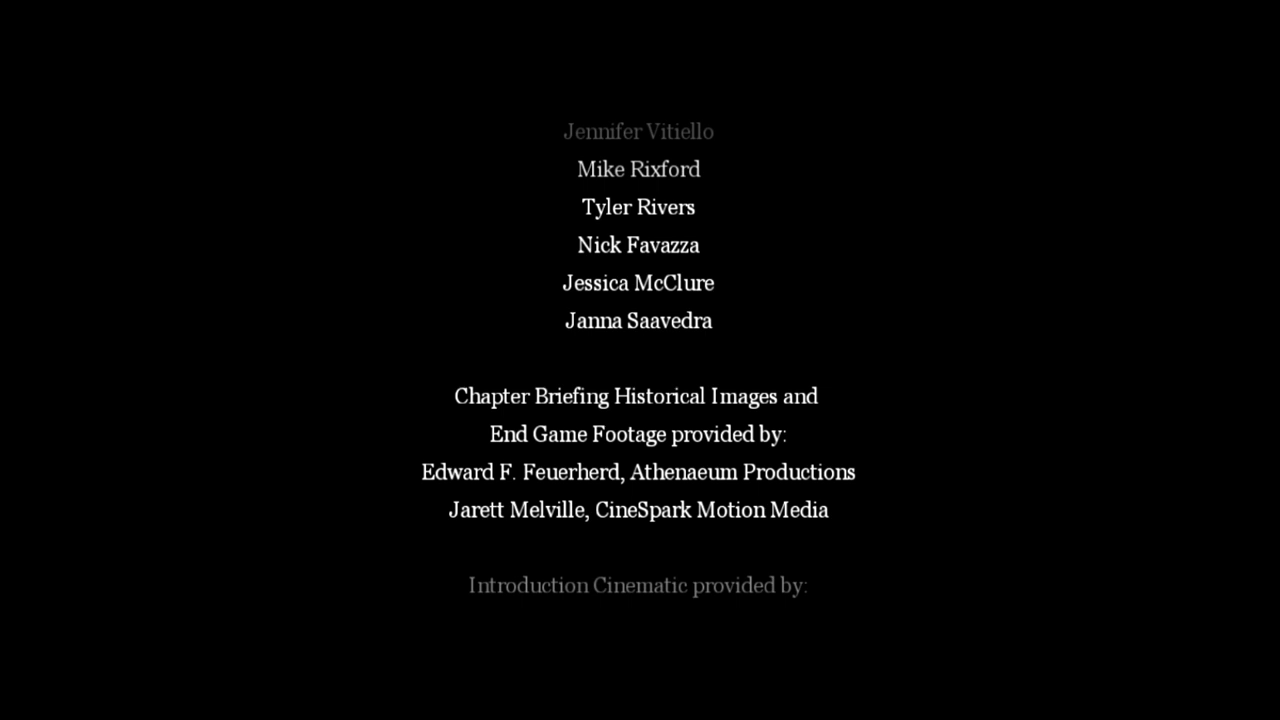 Jennifer Vitiello
Mike Rixford
Tyler Rivers
Nick Favazza
Jessica McClure
Janna Saavedra
Chapter Briefing Historical Images and
End Game Footage provided by:
Edward F. Feuerherd, Athenaeum Productions
Jarett Melville, CineSpark Motion Media
Introduction Cinematic provided by: